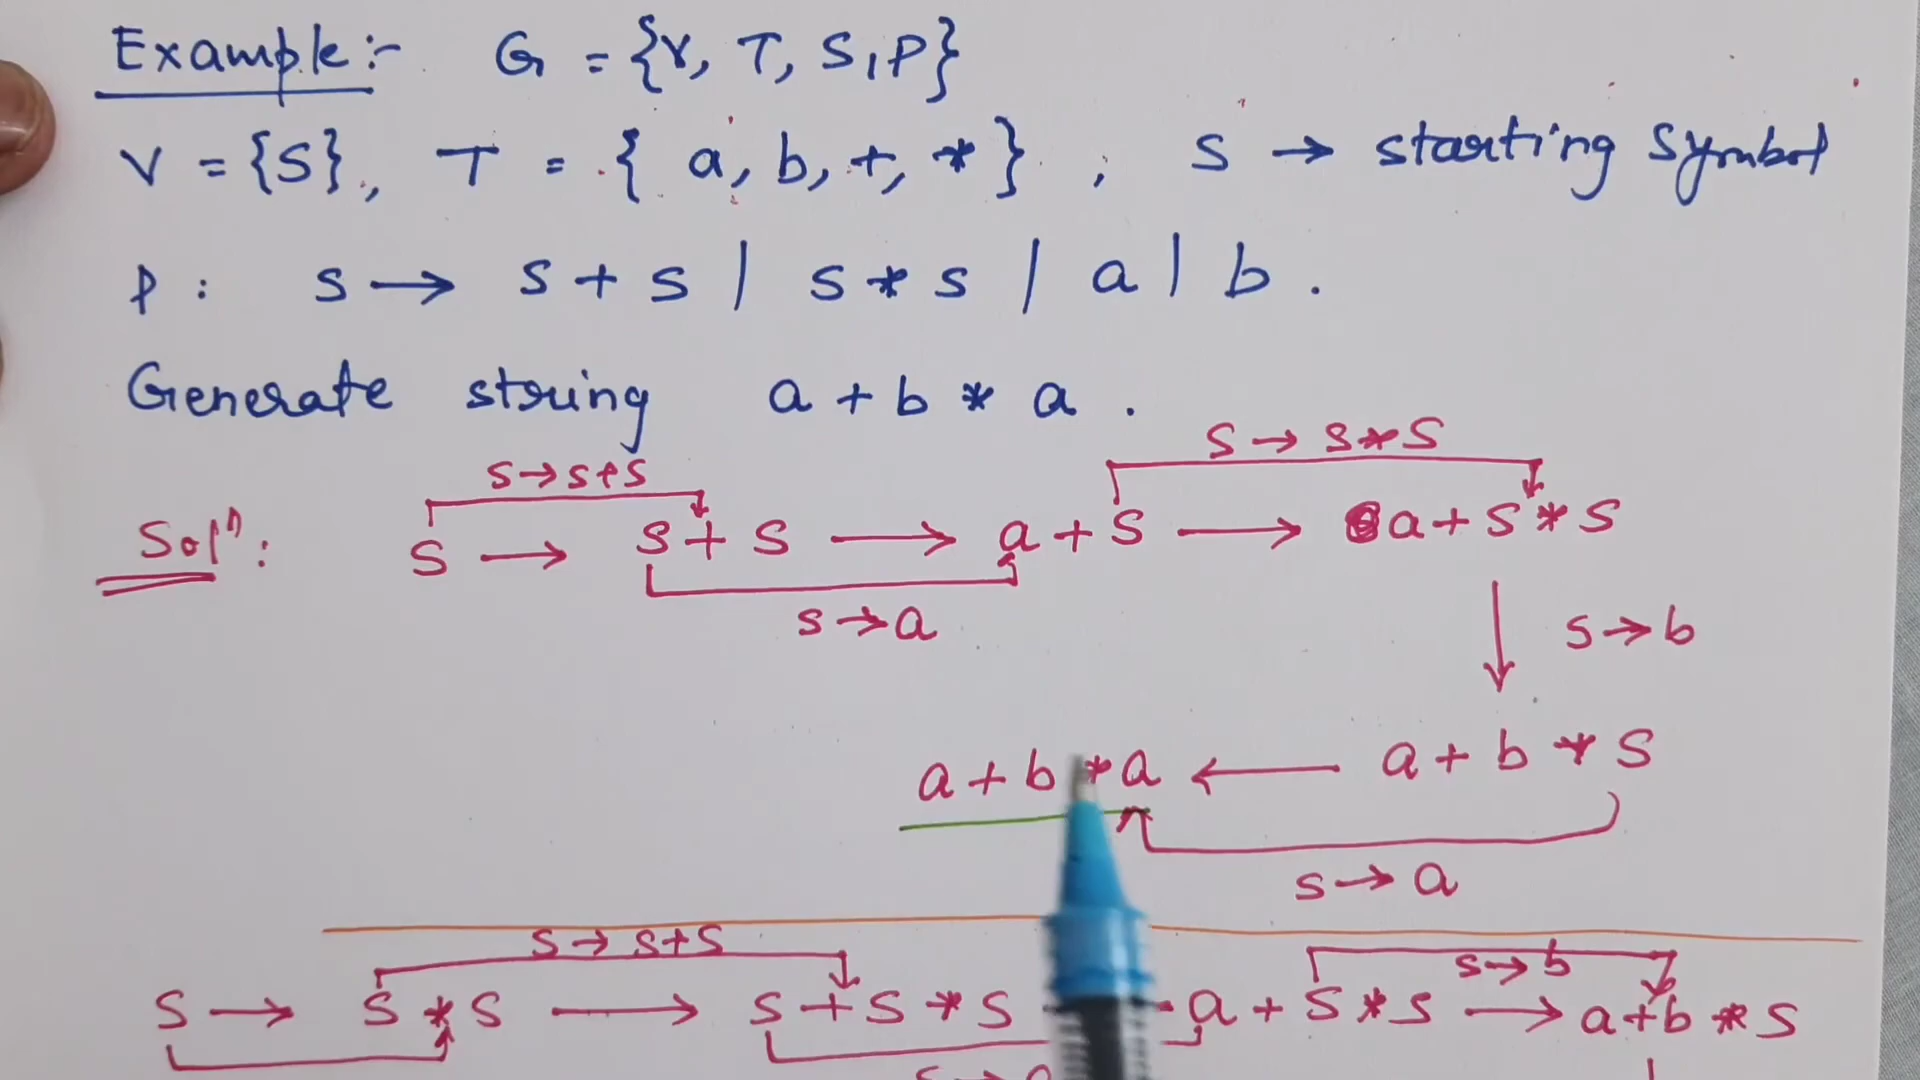 Example:- G = {V, T, S, P}
V = {S}, T = { a, b, +, * } , S → starting Symbol
P : S → S + S | S * S | a | b .
Generate string a + b * a .
S → S * S
S → S + S
Solⁿ : S → S + S → a + S → a + S * S
S → a
S → b
a + b * a ← a + b * S
S → a
S → S + S
S → b
S → S * S → S + S * S a + S * S → a + b * S